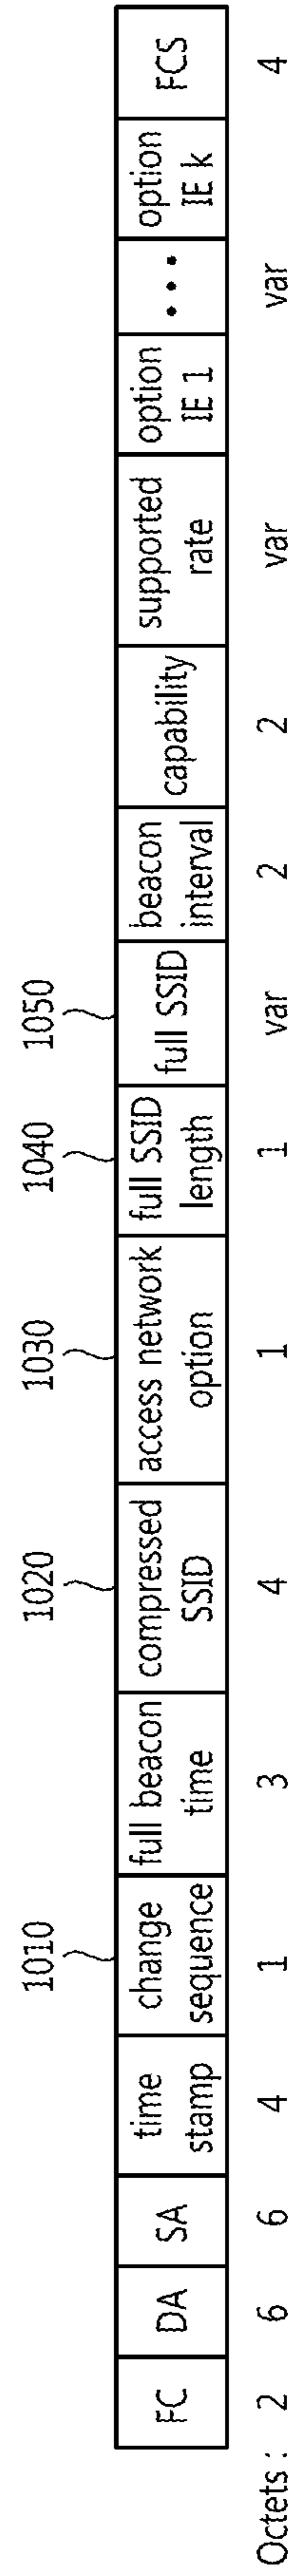 1010 1020 1030 1040 1050
FC DA SA time stamp change sequence full beacon time compressed SSID access network option full SSID length full SSID beacon interval capability supported rate option IE 1 ••• option IE k FCS
Octets : 2 6 6 4 1 3 4 1 1 var 2 2 var var 4